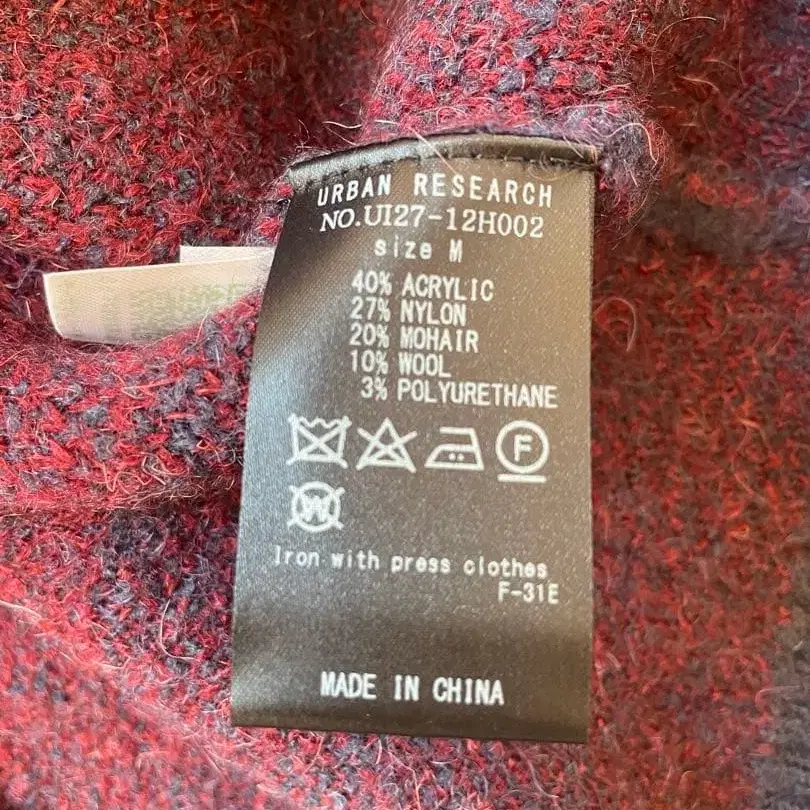 URBAN RESEARCH
NO.UI27-12H002
size M
40% ACRYLIC
27% NYLON
20% MOHAIR
10% WOOL
3% POLYURETHANE
F
W
Iron with press clothes
F-31E
MADE IN CHINA